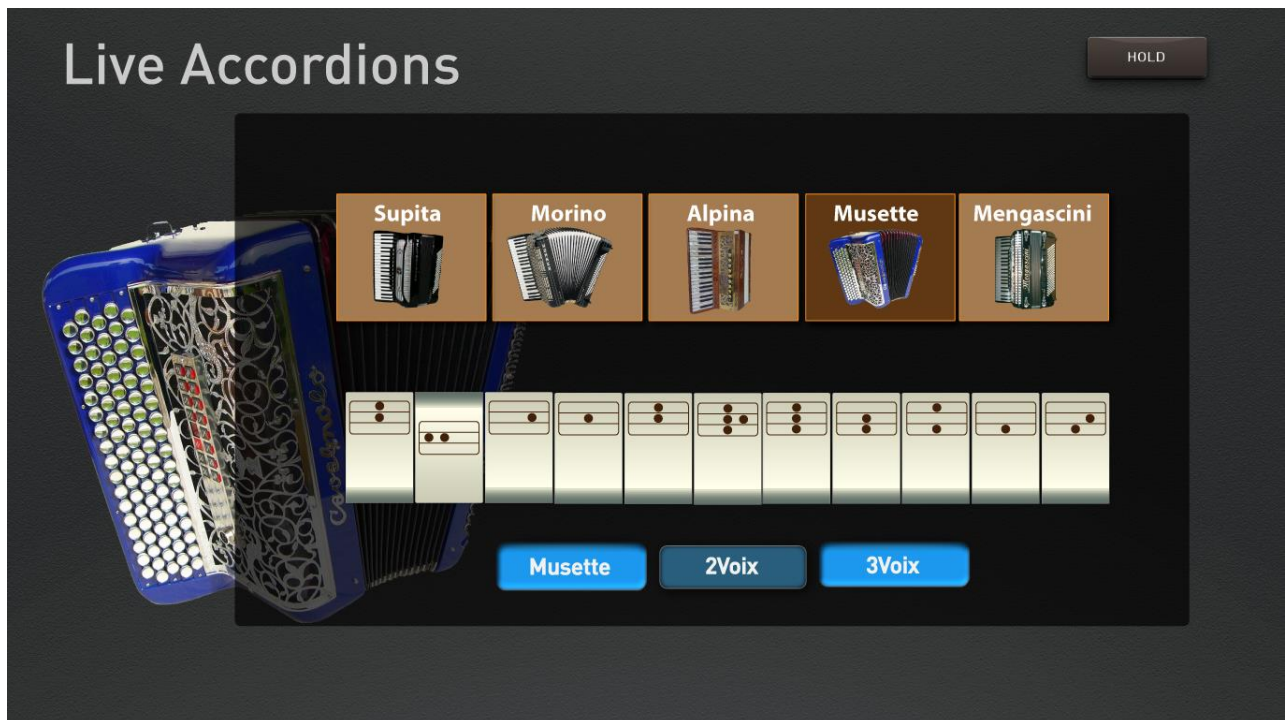 Live Accordions
HOLD
Supita
Morino
Alpina
Musette
Mengascini
Musette
2Voix
3Voix